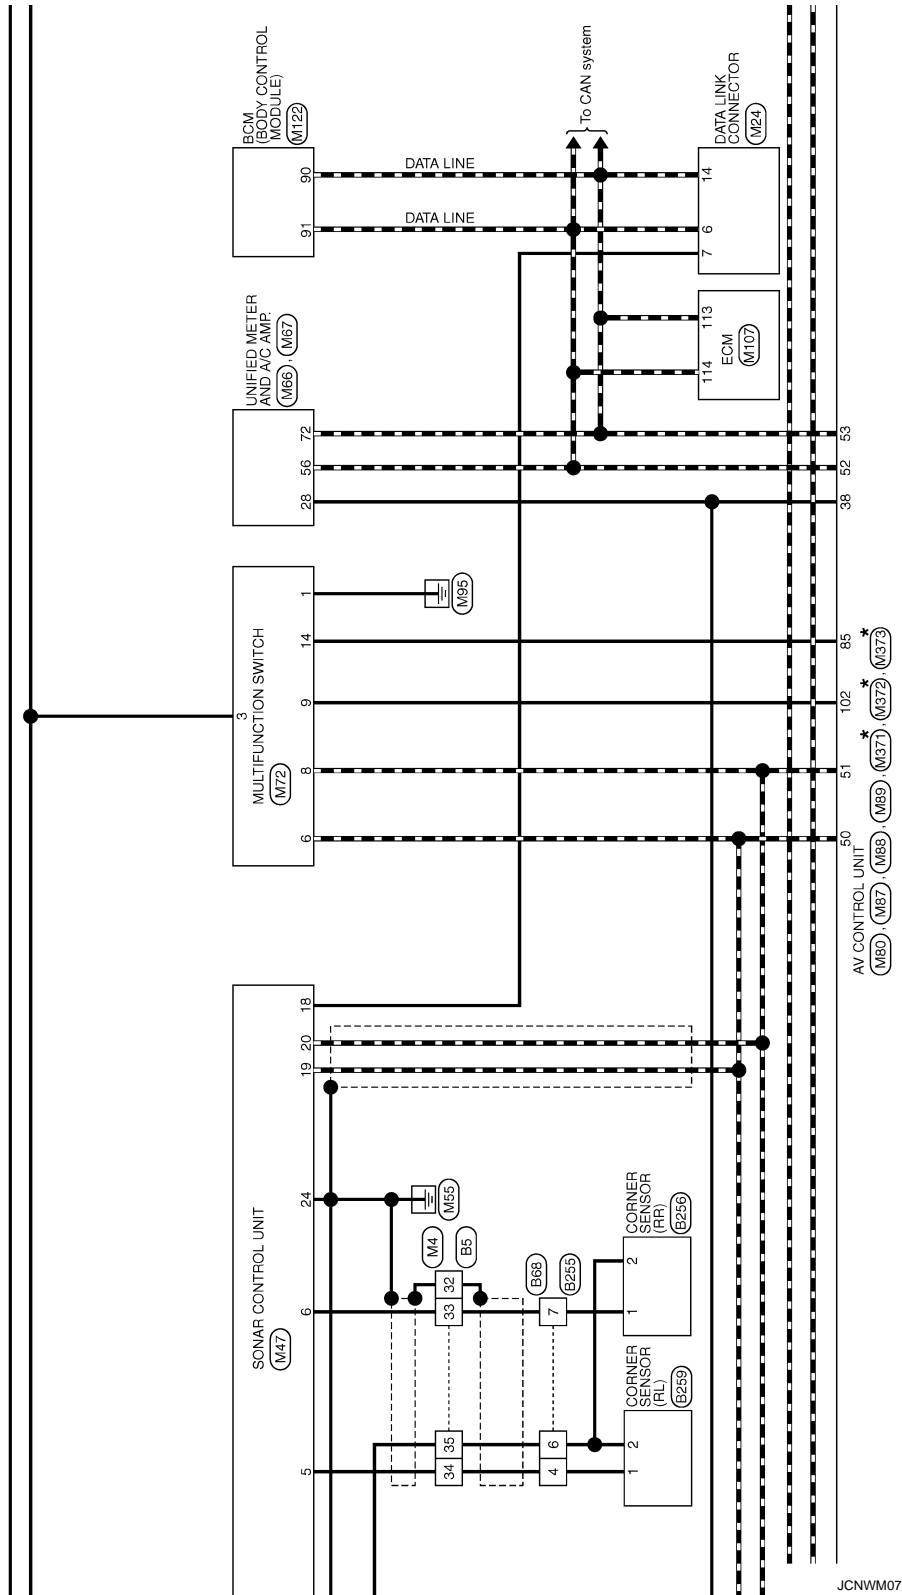 BCM
(BODY CONTROL
MODULE)
M122
90
91
DATA LINE
DATA LINE
To CAN system
DATA LINK
CONNECTOR
M24
14
6
7
UNIFIED METER
AND A/C AMP.
M66 , M67
72
56
28
113
114
ECM
M107
53
52
38
MULTIFUNCTION SWITCH
M72
3
1
14
9
8
6
M95
85
102
51
50
AV CONTROL UNIT
M80 , M87 , M88 , M89 , M371 , M372 , M373
* * *
SONAR CONTROL UNIT
M47
18
20
19
24
6
5
M55
M4
B5
32
33
35
34
B68
B255
7
6
4
CORNER
SENSOR
(RR)
B256
2
1
CORNER
SENSOR
(RL)
B259
2
1
JCNWM07